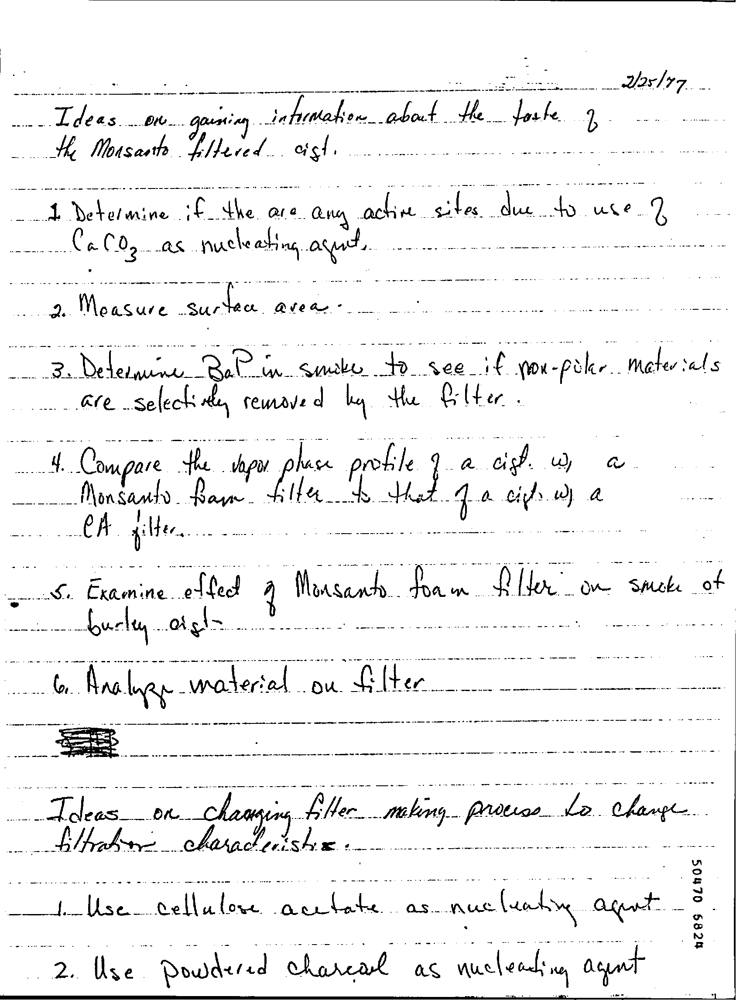 2/25/77
Ideas on gaining information about the taste of
the Monsanto filtered cigt.
1 Determine if the are any active sites due to use of
CaCO3 as nucleating agent.
2. Measure surface area.
3. Determine BaP in smoke to see if non-polar materials
are selectively removed by the filter.
4. Compare the vapor phase profile of a cigt. w/ a
Monsanto foam filter to that of a cigt. w/ a
CA filter.
5. Examine effect of Monsanto foam filter on smoke of
burley cigt
6. Analyze material on filter
Ideas on changing filter making process to change
filtration characteristic.
1. Use cellulose acetate as nucleating agent
2. Use powdered charcoal as nucleating agent
50470 6824